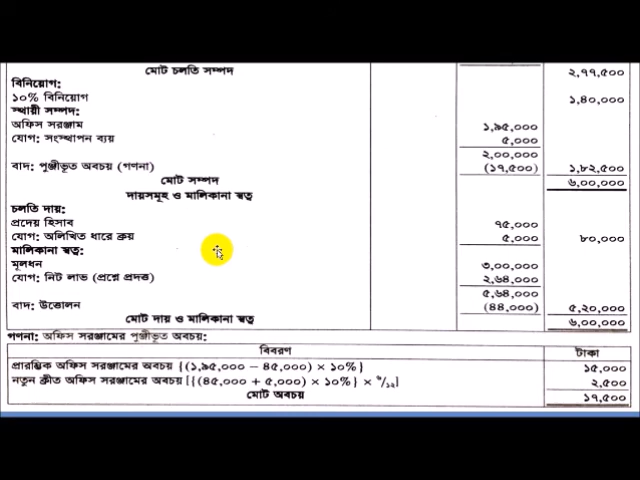 মোট চলতি সম্পদ ২,৭৭,৫০০
বিনিয়োগ:
১০% বিনিয়োগ ১,৪০,০০০
স্থায়ী সম্পদ:
অফিস সরঞ্জাম ১,৯৫,০০০
যোগ: সংস্থাপন ব্যয় ৫,০০০
২,০০,০০০
বাদ: পুঞ্জীভূত অবচয় (গণনা) (১৭,৫০০) ১,৮২,৫০০
মোট সম্পদ ৬,০০,০০০
দায়সমূহ ও মালিকানা স্বত্ব
চলতি দায়:
প্রদেয় হিসাব ৭৫,০০০
যোগ: অলিখিত ধারে ক্রয় ৫,০০০ ৮০,০০০
মালিকানা স্বত্ব:
মূলধন ৩,০০,০০০
যোগ: নিট লাভ (প্রশ্নে প্রদত্ত) ২,৬৪,০০০
৫,৬৪,০০০
বাদ: উত্তোলন (৪৪,০০০) ৫,২০,০০০
মোট দায় ও মালিকানা স্বত্ব ৬,০০,০০০
গণনা: অফিস সরঞ্জামের পুঞ্জীভূত অবচয়:
বিবরণ টাকা
প্রারম্ভিক অফিস সরঞ্জামের অবচয় {(১,৯৫,০০০ – ৪৫,০০০) × ১০%} ১৫,০০০
নতুন ক্রীত অফিস সরঞ্জামের অবচয় [{(৪৫,০০০ + ৫,০০০) × ১০%} × ৬/১২] ২,৫০০
মোট অবচয় ১৭,৫০০